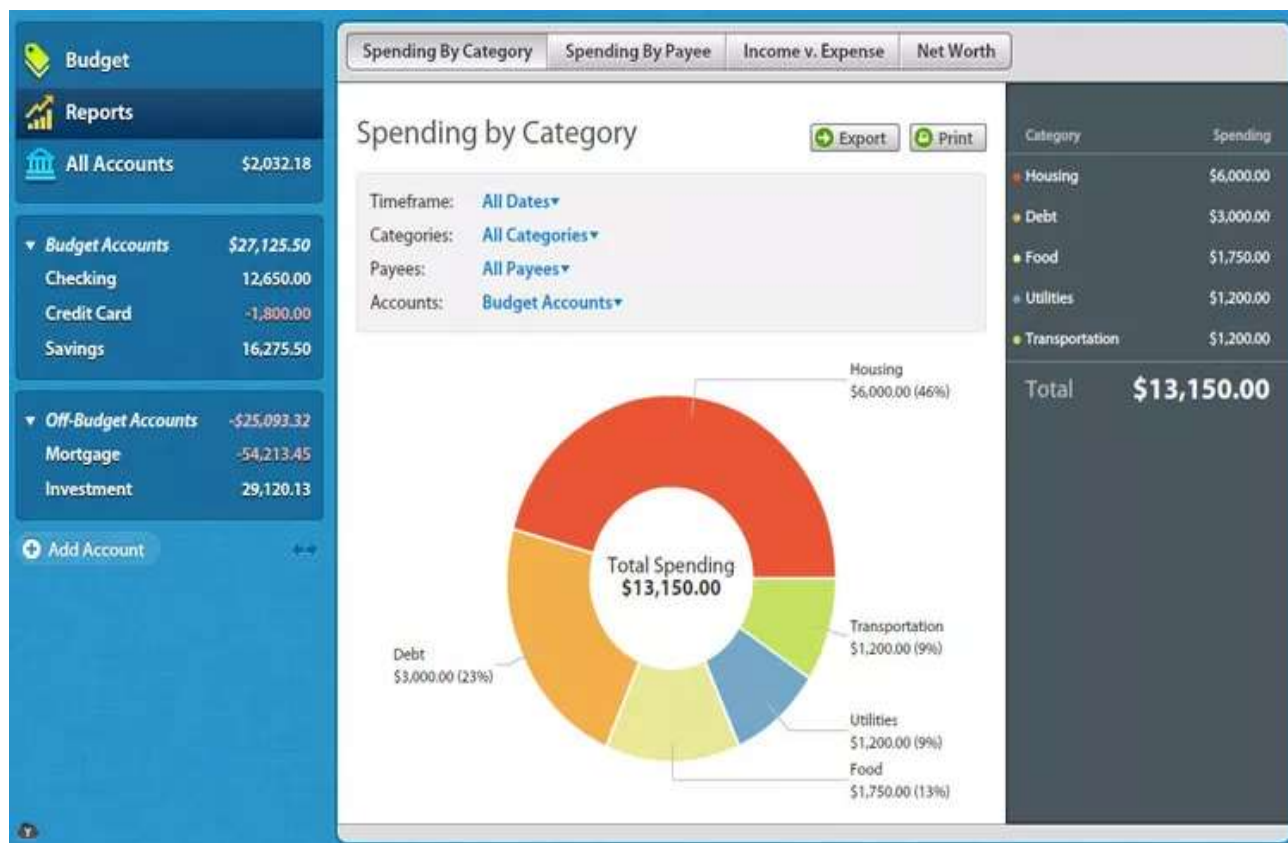 Budget
Reports
All Accounts $2,032.18
Budget Accounts $27,125.50
Checking 12,650.00
Credit Card -1,800.00
Savings 16,275.50
Off-Budget Accounts -$25,093.32
Mortgage -54,213.45
Investment 29,120.13
Add Account
Spending By Category Spending By Payee Income v. Expense Net Worth
Spending by Category
Export Print
Timeframe: All Dates
Categories: All Categories
Payees: All Payees
Accounts: Budget Accounts
Housing
$6,000.00 (46%)
Total Spending
$13,150.00
Transportation
$1,200.00 (9%)
Debt
$3,000.00 (23%)
Utilities
$1,200.00 (9%)
Food
$1,750.00 (13%)
Category Spending
Housing $6,000.00
Debt $3,000.00
Food $1,750.00
Utilities $1,200.00
Transportation $1,200.00
Total $13,150.00